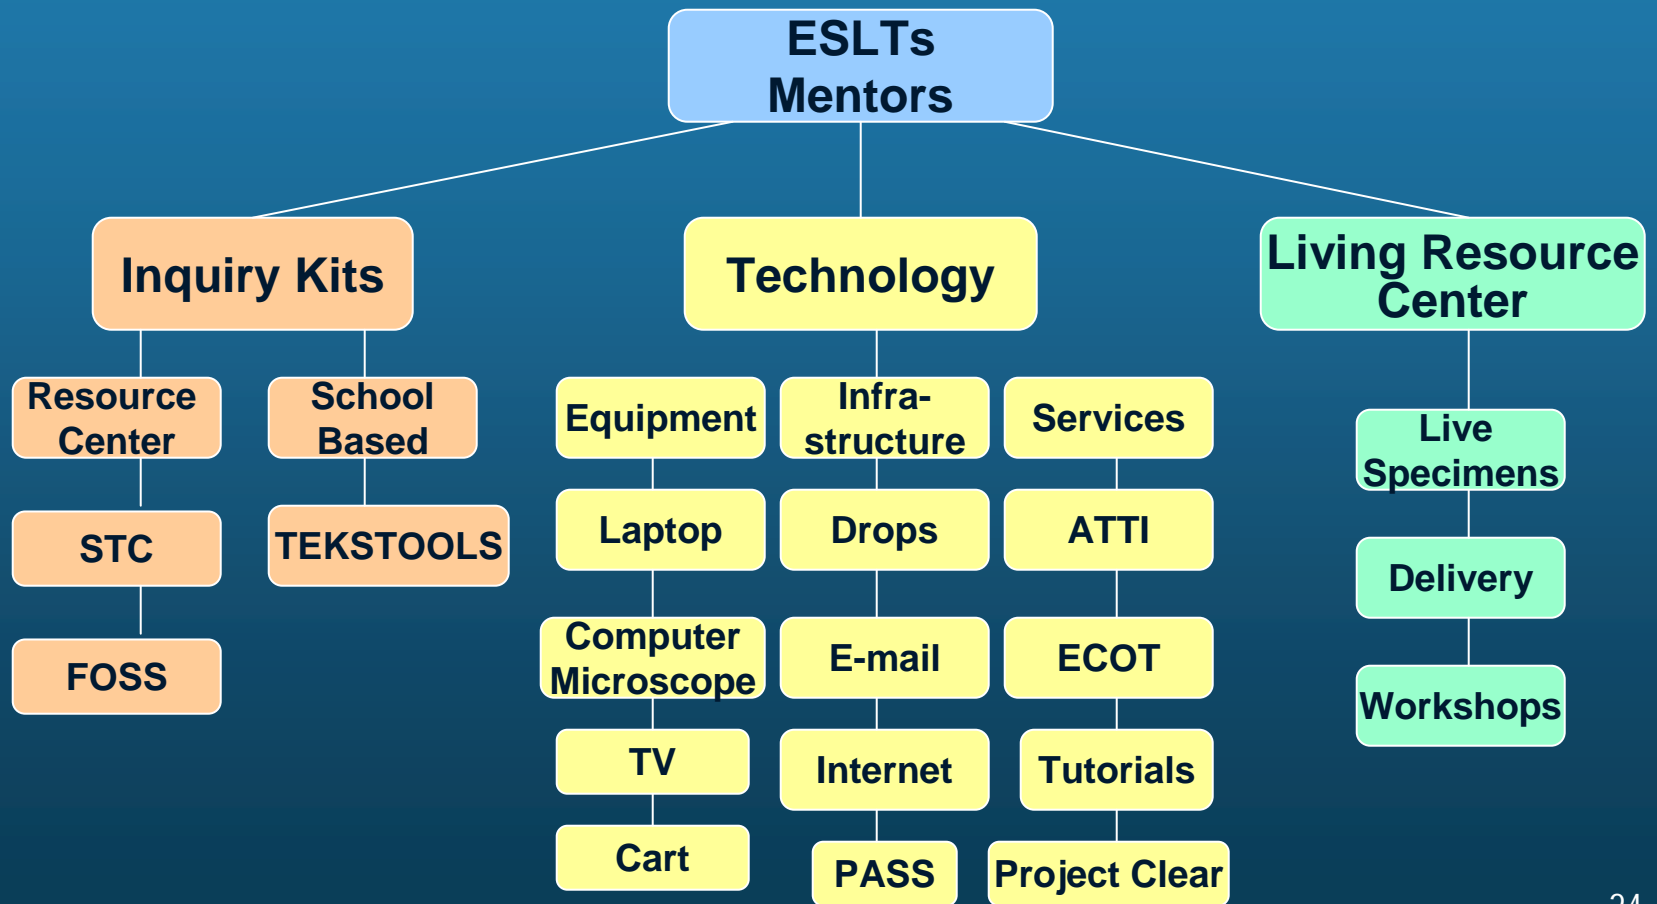 ESLTs
Mentors
Inquiry Kits
Technology
Living Resource
Center
Resource
Center
School
Based
Equipment
Infra-
structure
Services
Live
Specimens
STC
TEKSTOOLS
Laptop
Drops
ATTI
Delivery
FOSS
Computer
Microscope
E-mail
ECOT
Workshops
TV
Internet
Tutorials
Cart
PASS
Project Clear
24